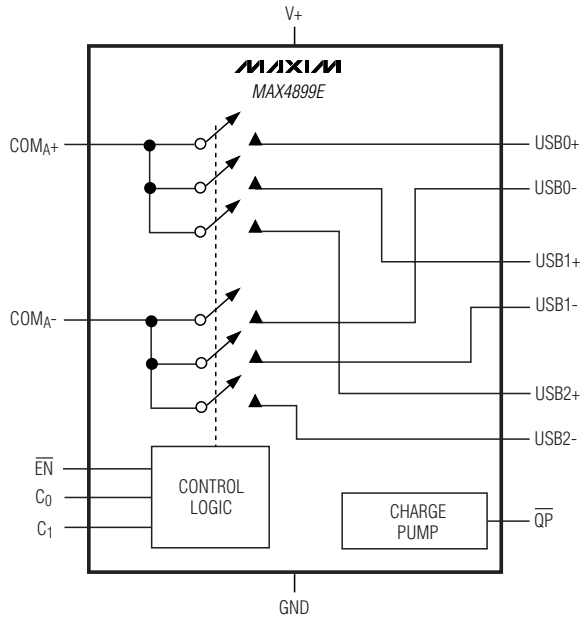 V+
MAXIM
MAX4899E
COMA+
USB0+
USB0-
USB1+
COMA-
USB1-
USB2+
USB2-
EN
C0
C1
CONTROL
LOGIC
CHARGE
PUMP
QP
GND